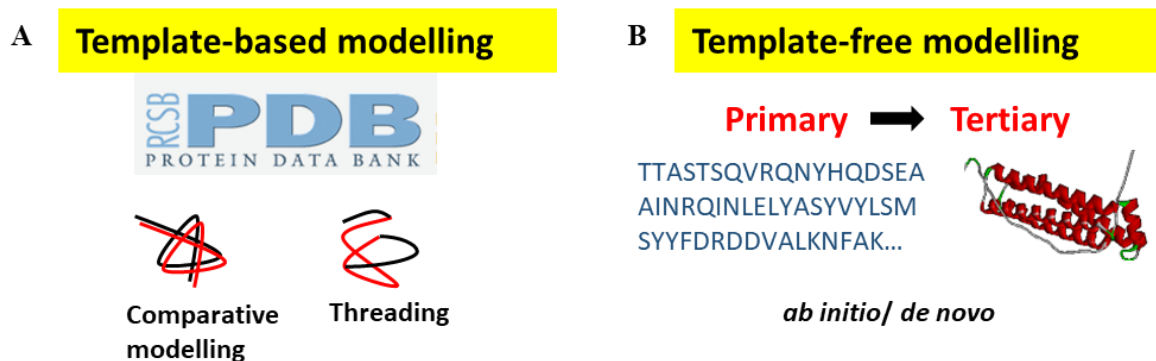 A
Template-based modelling
RCSB
PDB
PROTEIN DATA BANK
Comparative
modelling
Threading
B
Template-free modelling
Primary
Tertiary
TTASTSQVRQNYHQDSEA
AINRQINLELYASYVYLSM
SYYFDRDDVALKNFAK...
ab initio/ de novo